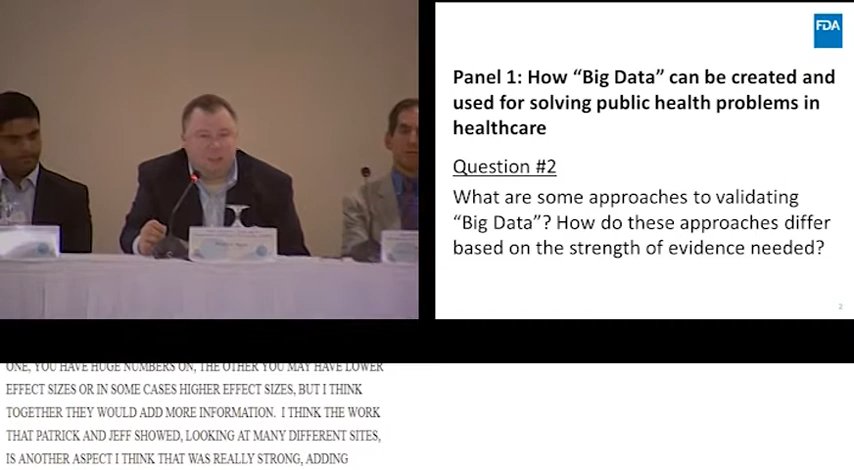 FDA
Panel 1: How “Big Data” can be created and
used for solving public health problems in
healthcare
Question #2
What are some approaches to validating
“Big Data”? How do these approaches differ
based on the strength of evidence needed?
2
ONE, YOU HAVE HUGE NUMBERS ON, THE OTHER YOU MAY HAVE LOWER
EFFECT SIZES OR IN SOME CASES HIGHER EFFECT SIZES, BUT I THINK
TOGETHER THEY WOULD ADD MORE INFORMATION. I THINK THE WORK
THAT PATRICK AND JEFF SHOWED, LOOKING AT MANY DIFFERENT SITES,
IS ANOTHER ASPECT I THINK THAT WAS REALLY STRONG, ADDING